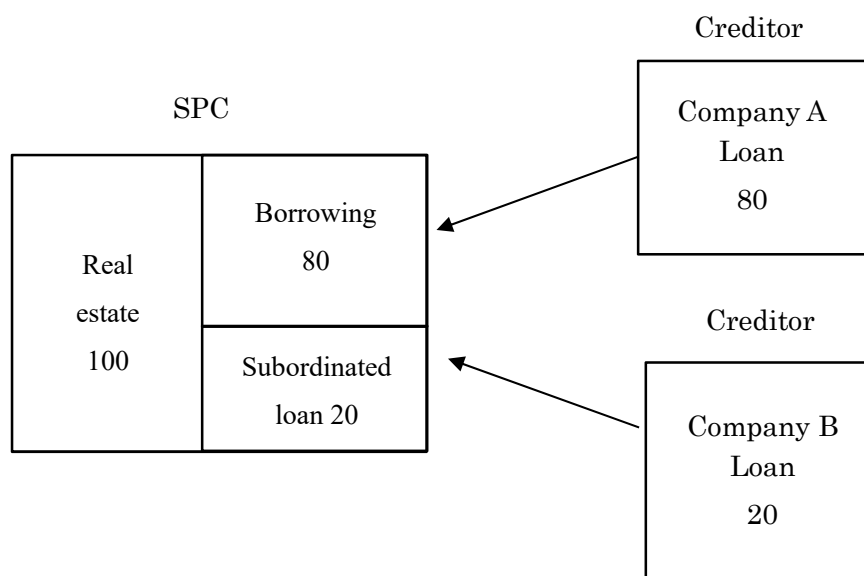 SPC
Real
estate
100
Borrowing
80
Subordinated
loan 20
Creditor
Company A
Loan
80
Creditor
Company B
Loan
20